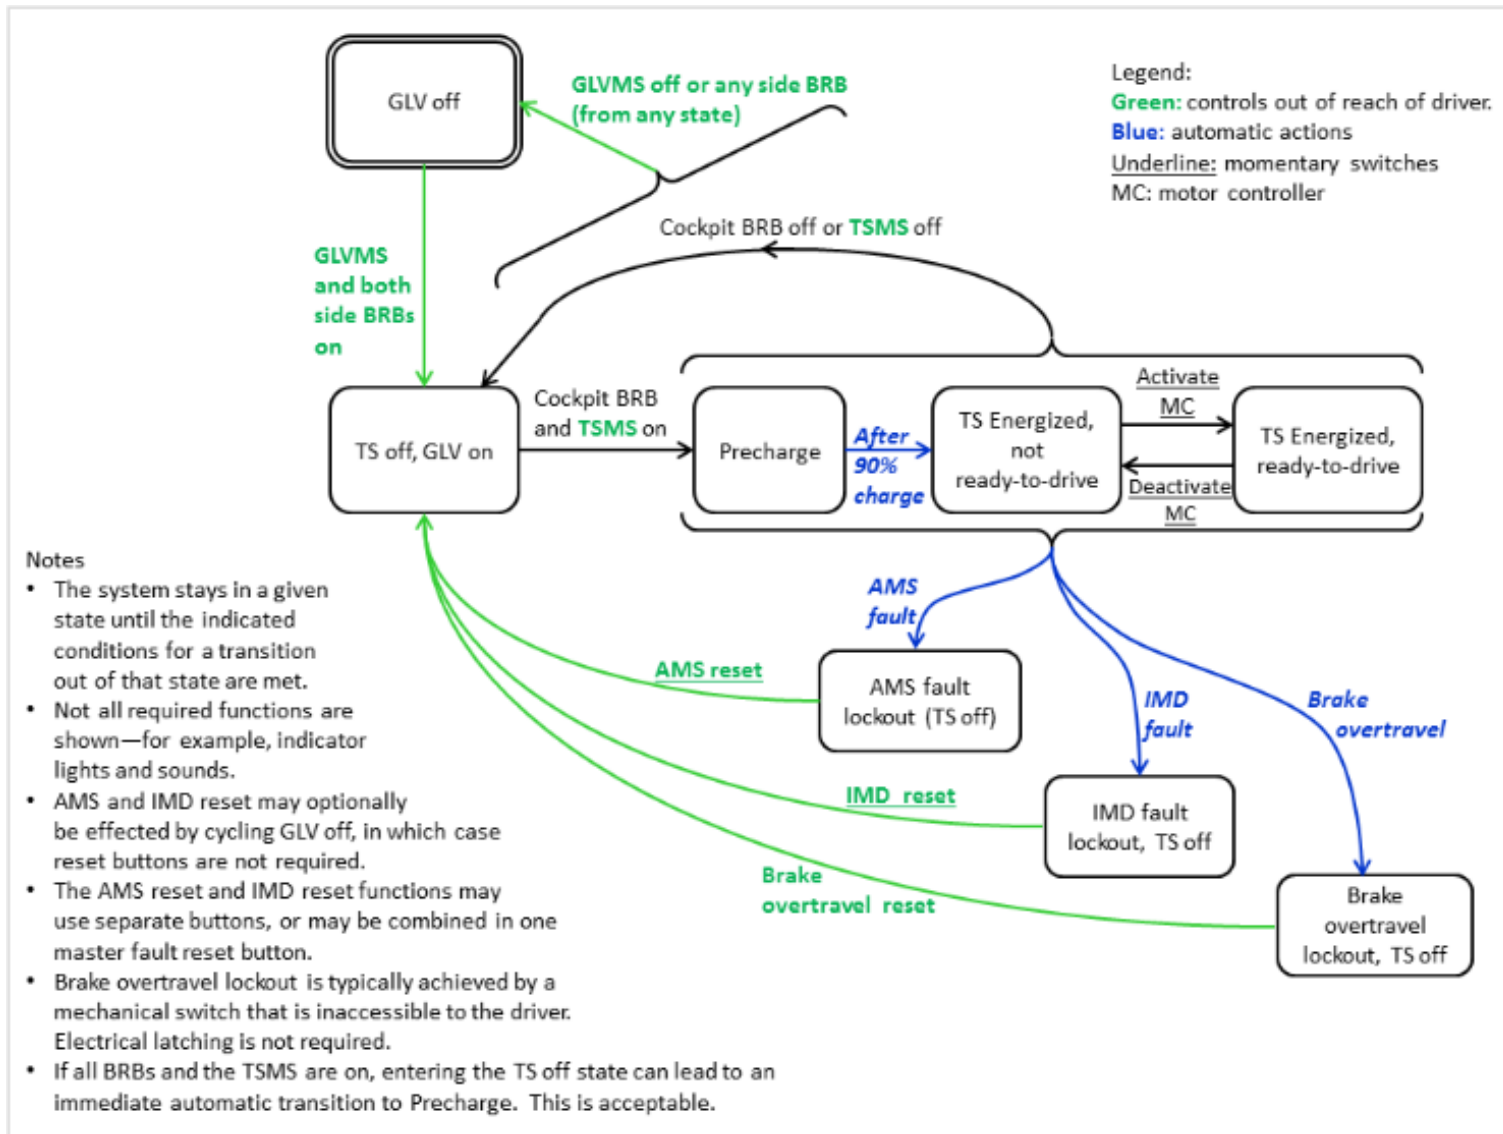 GLV off
GLVMS off or any side BRB
(from any state)
Legend:
Green: controls out of reach of driver.
Blue: automatic actions
Underline: momentary switches
MC: motor controller
Cockpit BRB off or TSMS off
GLVMS
and both
side BRBs
on
TS off, GLV on
Cockpit BRB
and TSMS on
Precharge
After
90%
charge
TS Energized,
not
ready-to-drive
Activate
MC
Deactivate
MC
TS Energized,
ready-to-drive
AMS
fault
IMD
fault
Brake
overtravel
AMS reset
AMS fault
lockout (TS off)
IMD reset
IMD fault
lockout, TS off
Brake
overtravel reset
Brake
overtravel
lockout, TS off
Notes
• The system stays in a given
state until the indicated
conditions for a transition
out of that state are met.
• Not all required functions are
shown—for example, indicator
lights and sounds.
• AMS and IMD reset may optionally
be effected by cycling GLV off, in which case
reset buttons are not required.
• The AMS reset and IMD reset functions may
use separate buttons, or may be combined in one
master fault reset button.
• Brake overtravel lockout is typically achieved by a
mechanical switch that is inaccessible to the driver.
Electrical latching is not required.
• If all BRBs and the TSMS are on, entering the TS off state can lead to an
immediate automatic transition to Precharge. This is acceptable.